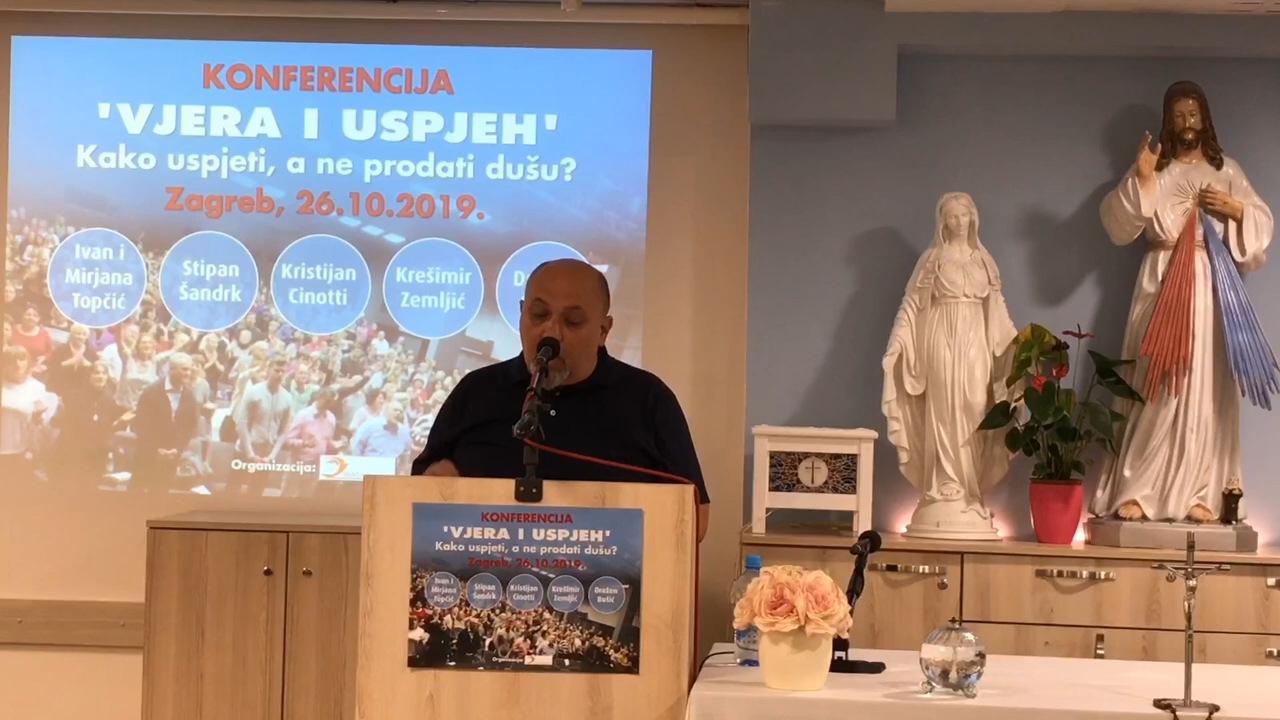 KONFERENCIJA
'VJERA I USPJEH'
Kako uspjeti, a ne prodati dušu?
Zagreb, 26.10.2019.
Ivan i
Mirjana
Topčić
Stipan
Šandrk
Kristijan
Cinotti
Krešimir
Zemljić
Organizacija:
KONFERENCIJA
'VJERA I USPJEH'
Kako uspjeti, a ne prodati dušu?
Zagreb, 26.10.2019.
Ivan i
Mirjana
Topčić
Stipan
Šandrk
Kristijan
Cinotti
Krešimir
Zemljić
Dražen
Bušić
Organizacija: